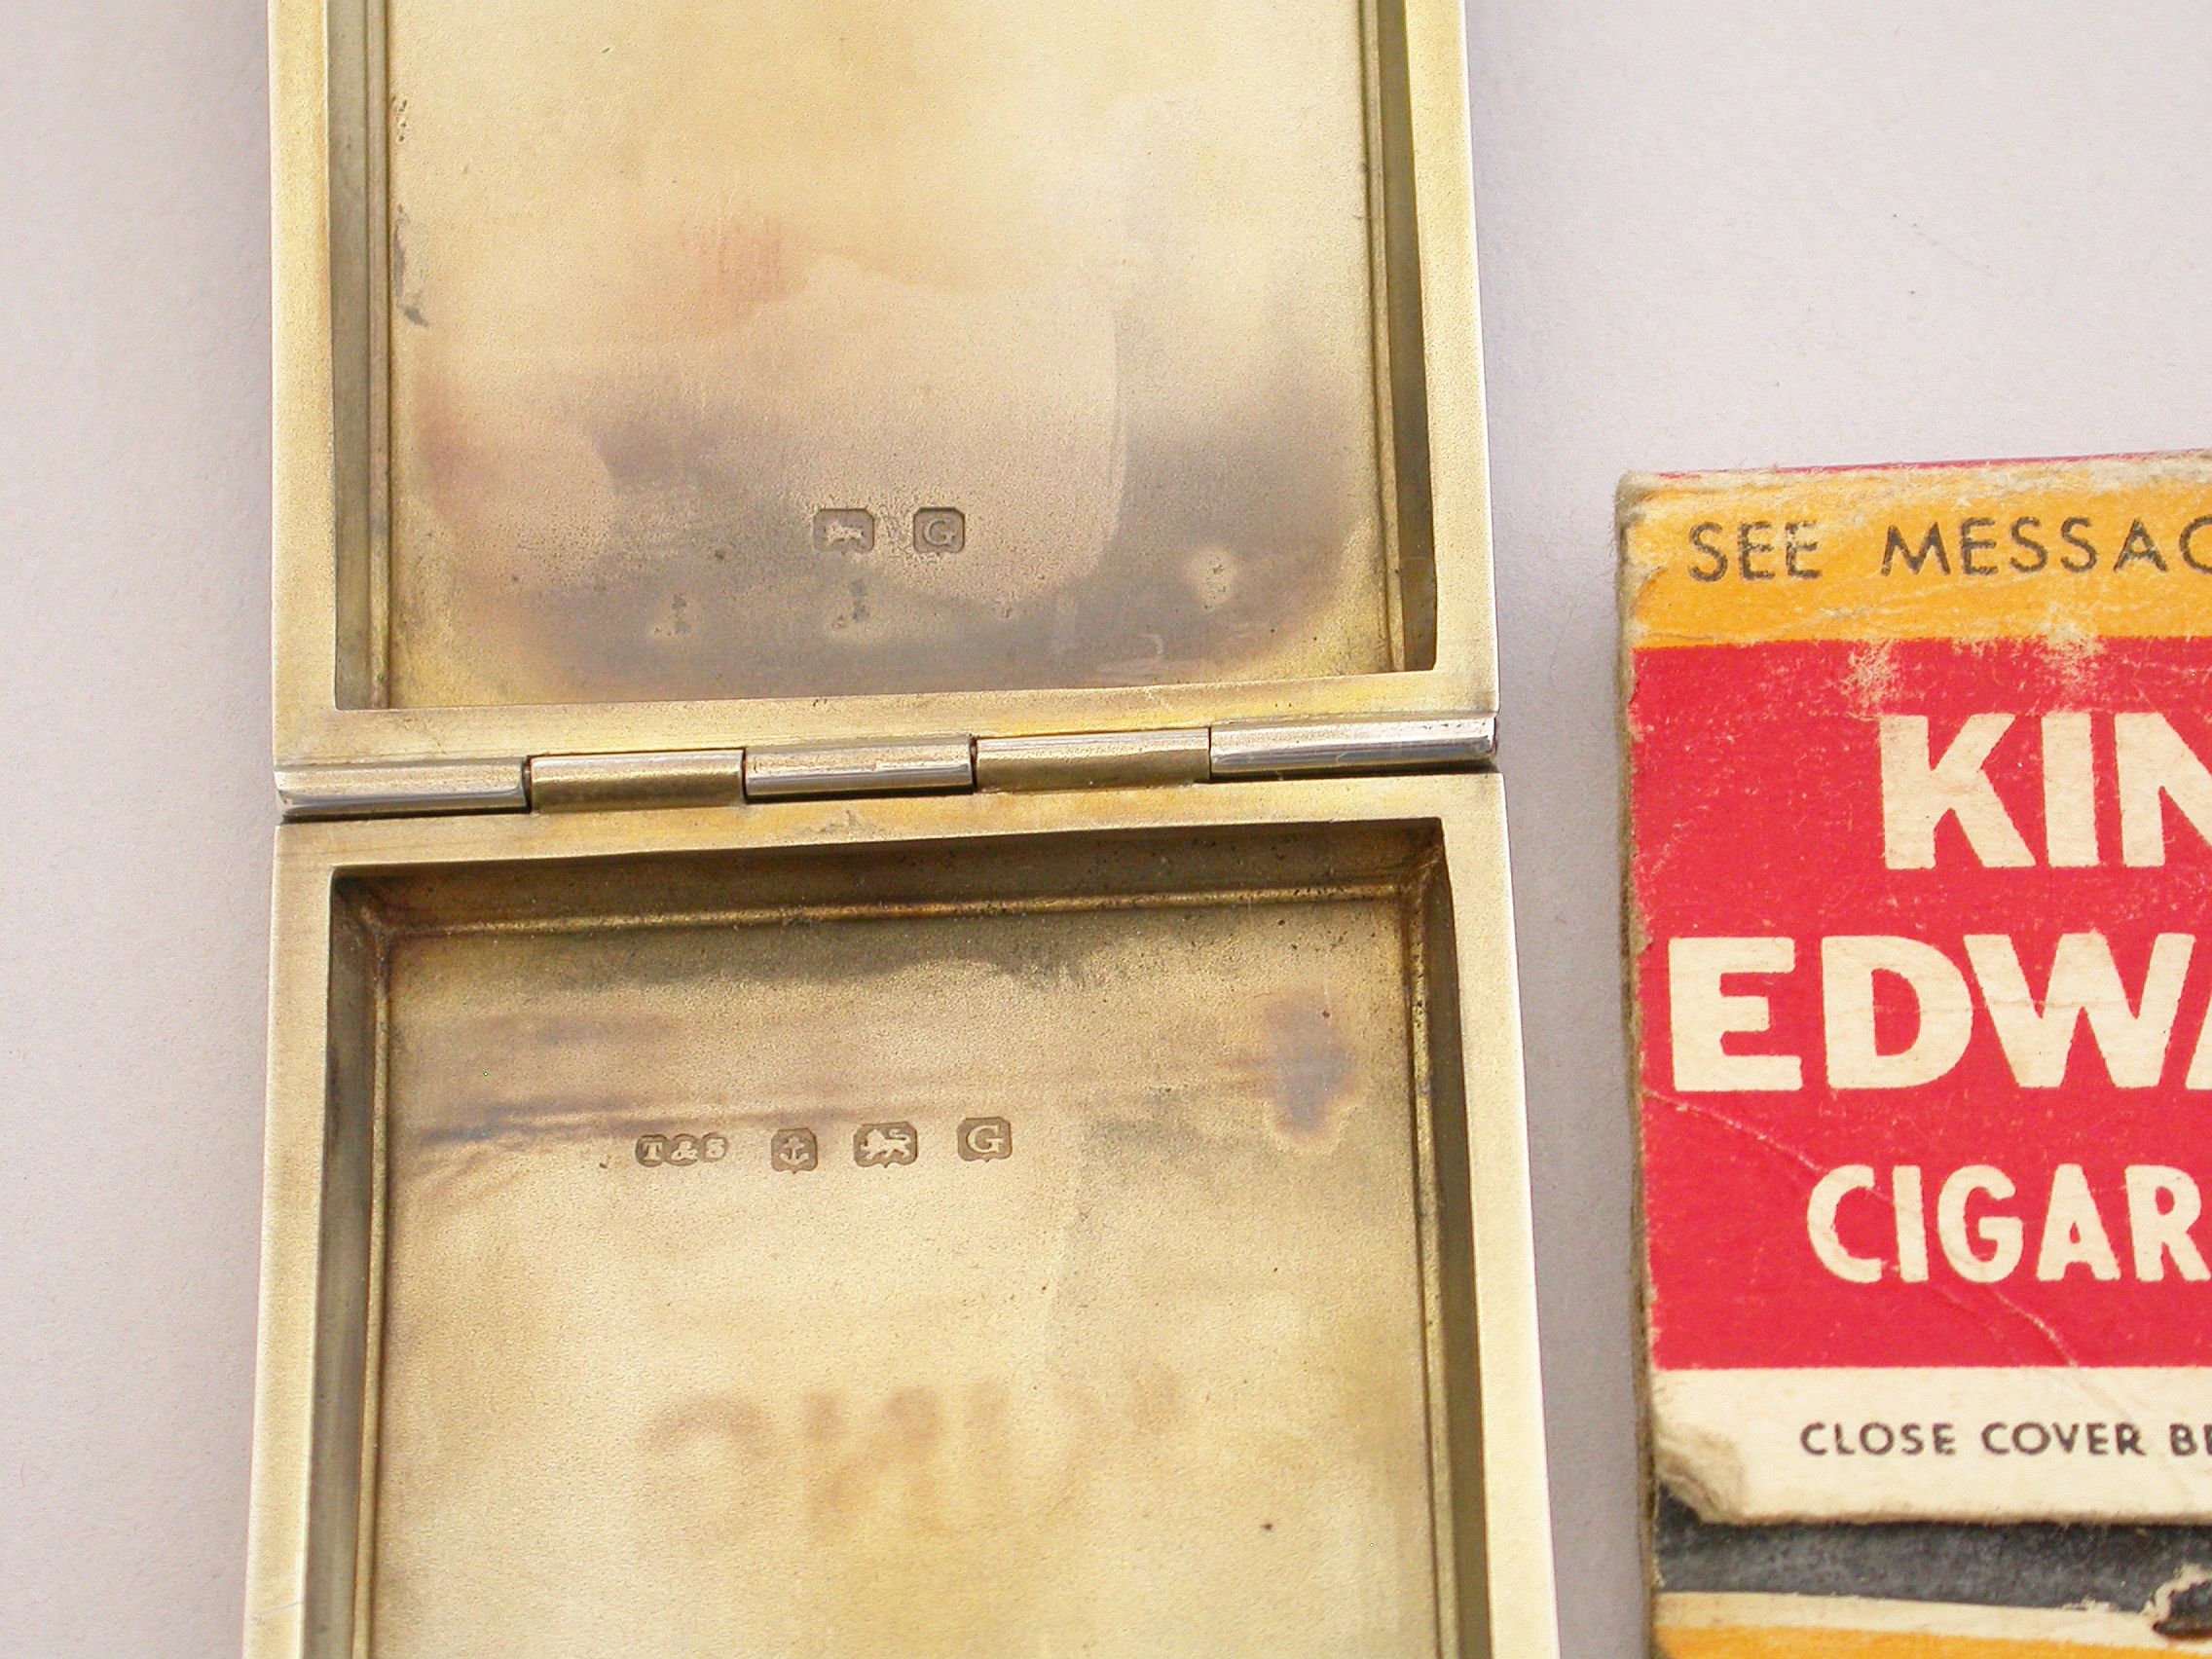 G
T&S G
SEE MESSAG
KIN
EDWA
CIGAR
CLOSE COVER BE